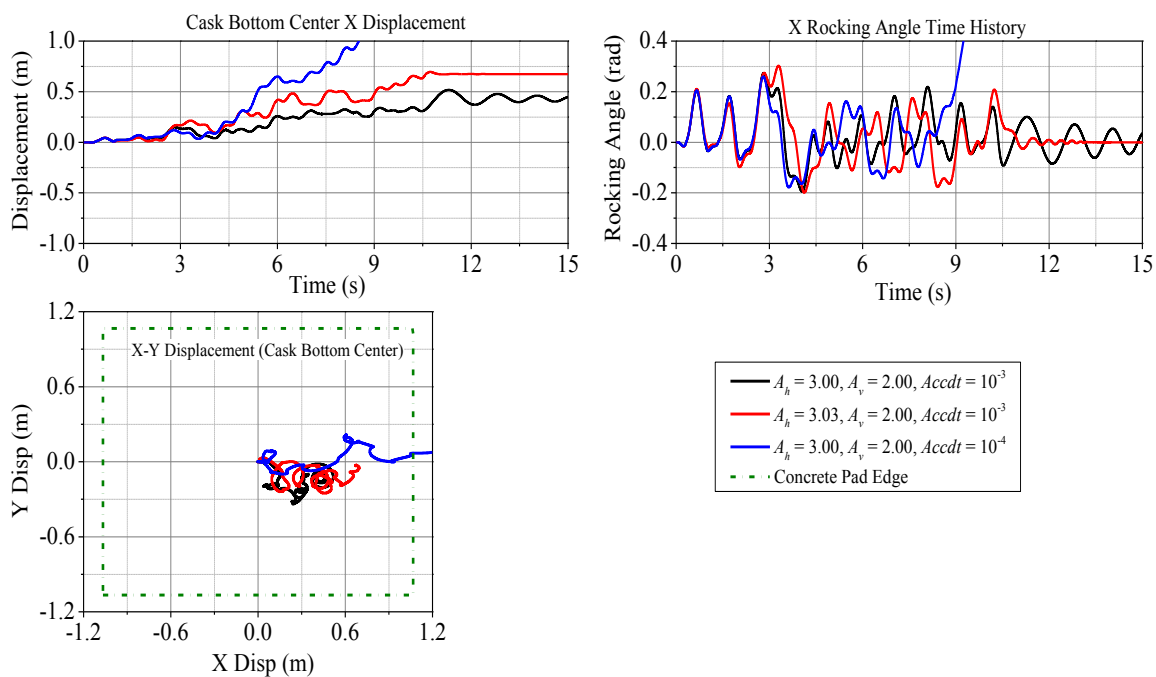 Cask Bottom Center X Displacement
1.0
0.5
0.0
-0.5
-1.0
Displacement (m)
0 3 6 9 12 15
Time (s)
X Rocking Angle Time History
0.4
0.2
0.0
-0.2
-0.4
Rocking Angle (rad)
0 3 6 9 12 15
Time (s)
X-Y Displacement (Cask Bottom Center)
1.2
0.6
0.0
-0.6
-1.2
Y Disp (m)
-1.2 -0.6 0.0 0.6 1.2
X Disp (m)
A_h = 3.00, A_v = 2.00, Accdt = 10^-3
A_h = 3.03, A_v = 2.00, Accdt = 10^-3
A_h = 3.00, A_v = 2.00, Accdt = 10^-4
Concrete Pad Edge